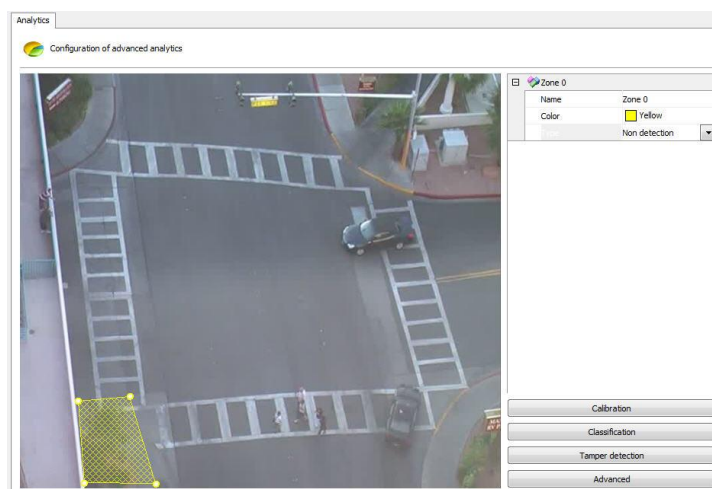 Analytics
Configuration of advanced analytics
Zone 0
Name Zone 0
Color Yellow
Non detection
Calibration
Classification
Tamper detection
Advanced